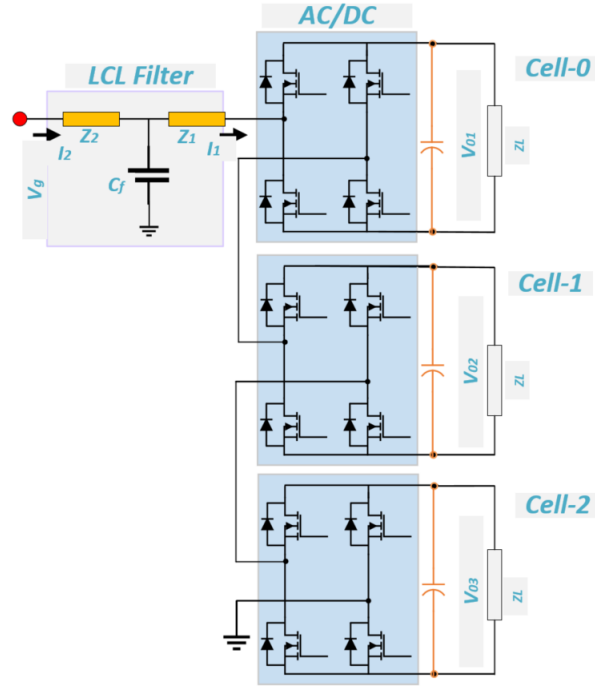 AC/DC
LCL Filter
Cell-0
Z2
Z1
I2
I1
Vg
Cf
V01
ZL
Cell-1
V02
ZL
Cell-2
V03
ZL